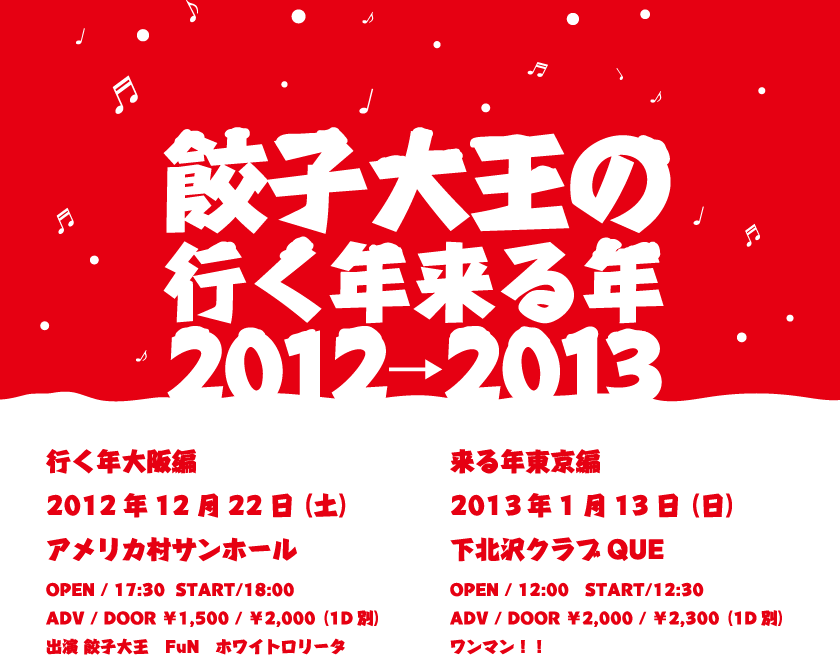 餃子大王の
行く年来る年
2012→2013
行く年大阪編
2012年12月22日（土）
アメリカ村サンホール
OPEN / 17:30 START/18:00
ADV / DOOR ￥1,500 / ￥2,000（1D別）
出演 餃子大王 FuN ホワイトロリータ
来る年東京編
2013年1月13日（日）
下北沢クラブQUE
OPEN / 12:00 START/12:30
ADV / DOOR ￥2,000 / ￥2,300（1D別）
ワンマン！！